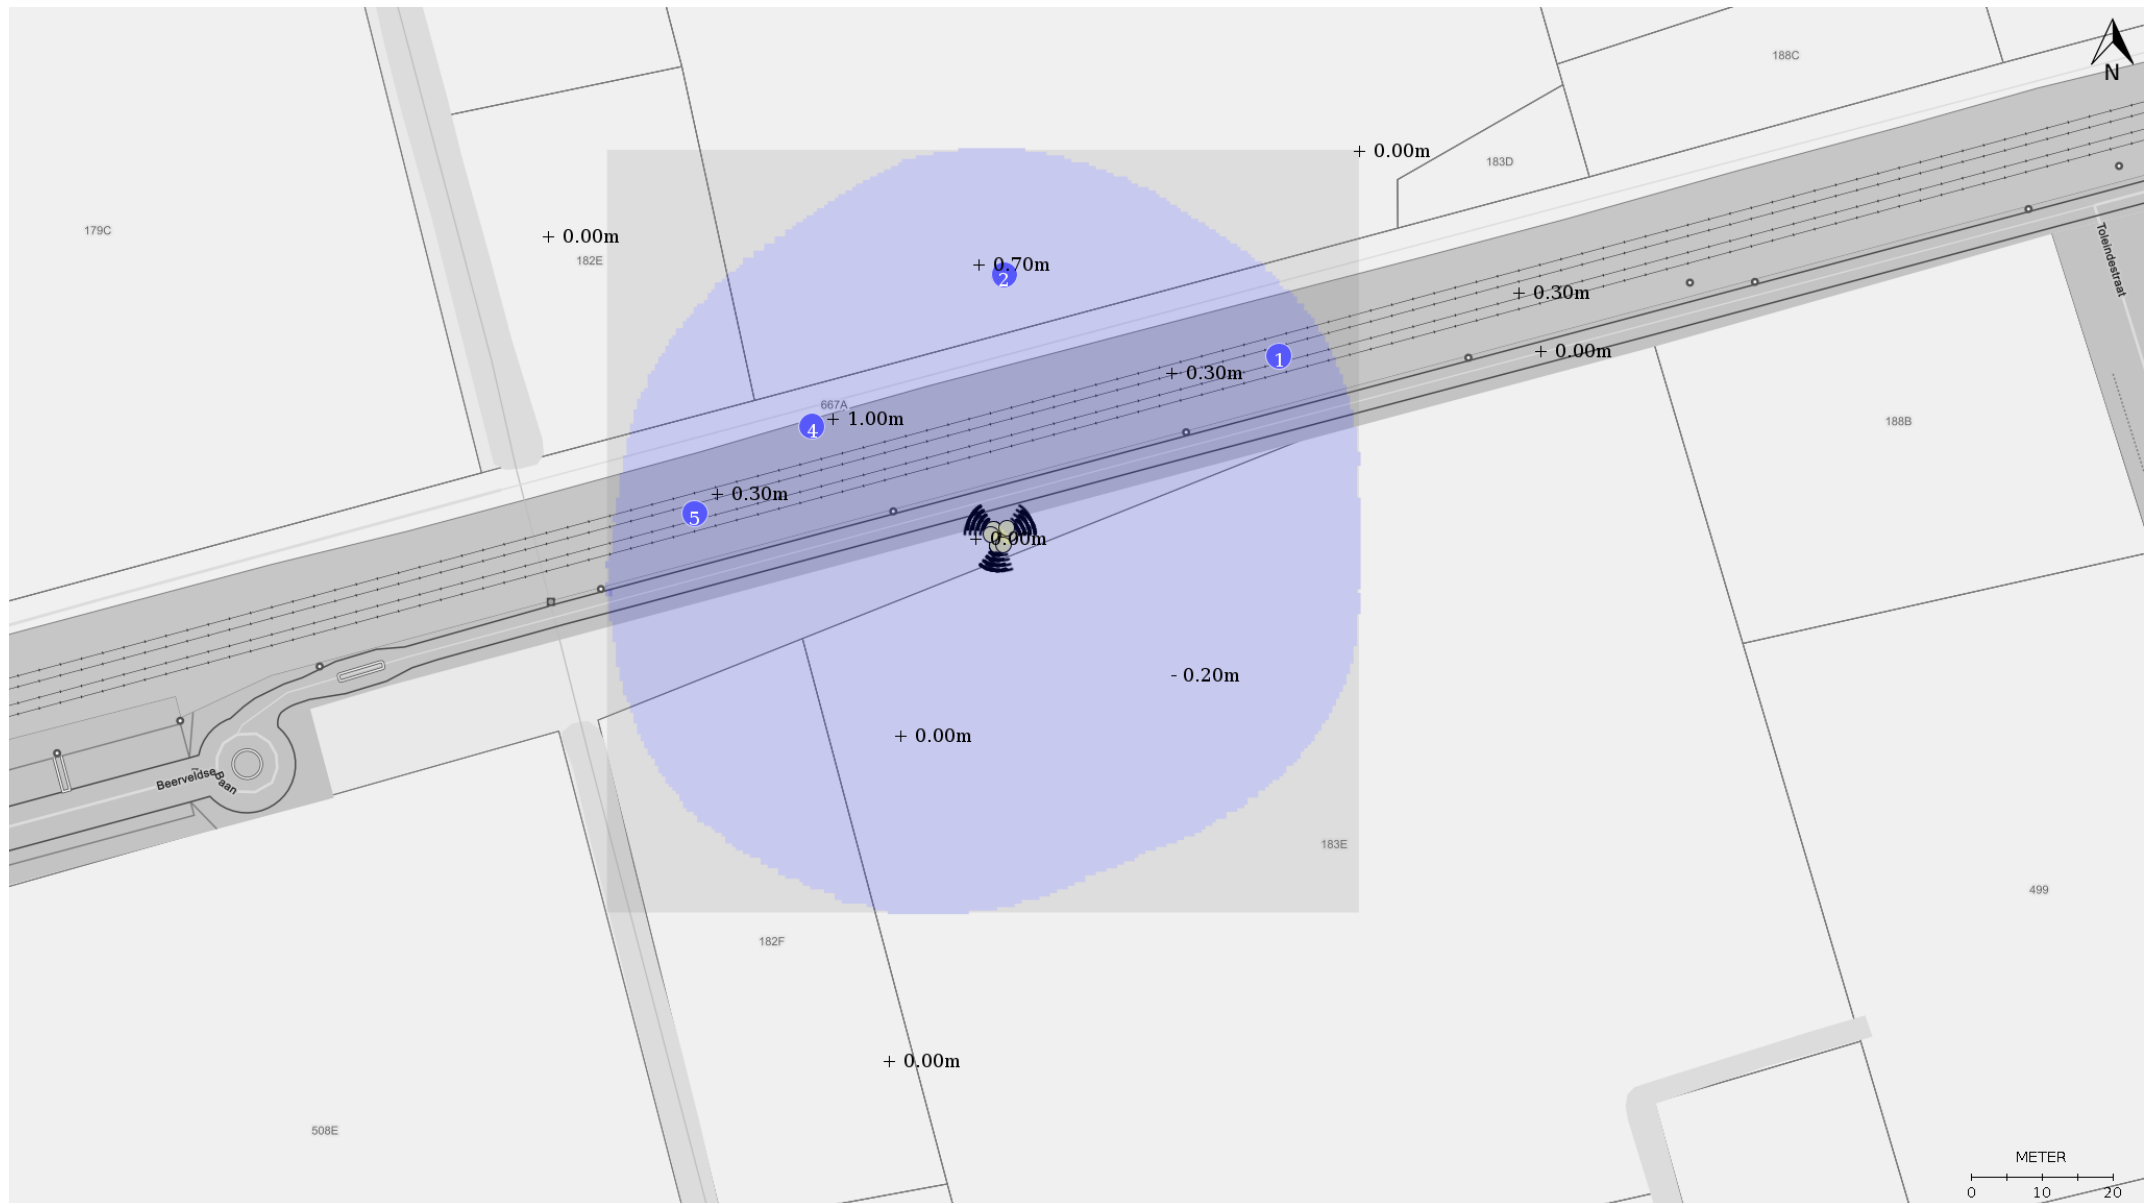 188C
N
+ 0.00m
183D
179C
+ 0.00m
182E
Toleindestraat
+ 0.70m
2
+ 0.30m
+ 0.00m
1
+ 0.30m
667A
+ 1.00m
4
188B
+ 0.30m
5
+ 0.00m
- 0.20m
+ 0.00m
Beerveldse Baan
183E
499
182F
+ 0.00m
508E
METER
0 10 20